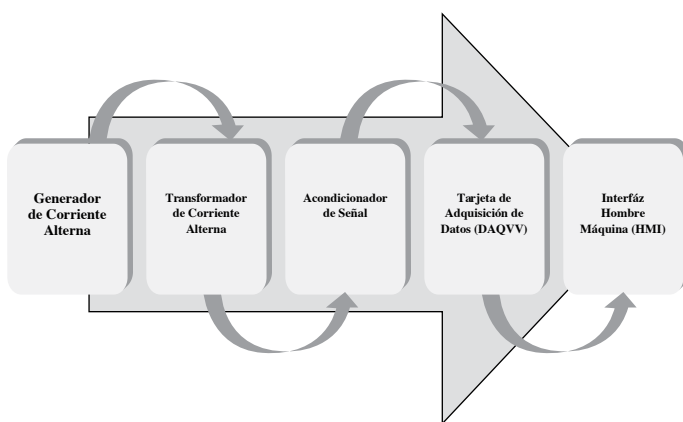 Generador
de Corriente
Alterna
Transformador
de Corriente
Alterna
Acondicionador
de Señal
Tarjeta de
Adquisición de
Datos (DAQVV)
Interfáz
Hombre
Máquina (HMI)